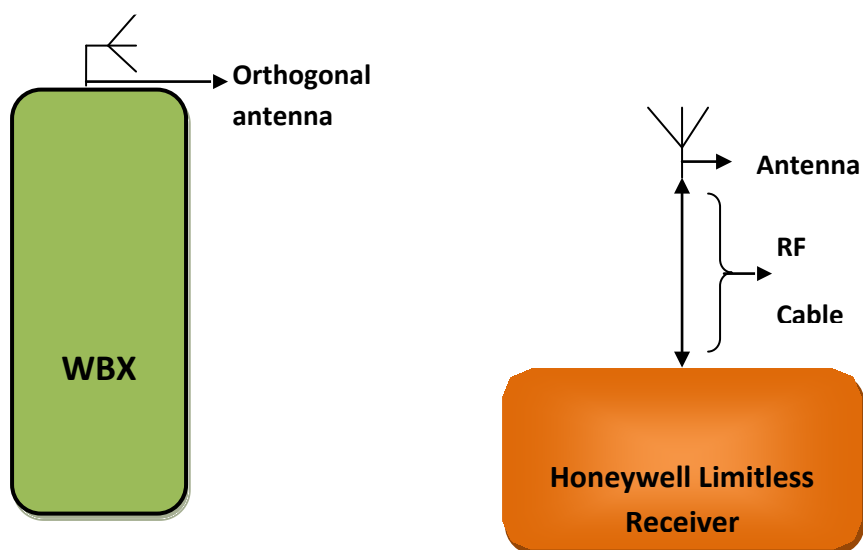 Orthogonal
antenna
WBX
Antenna
RF
Cable
Honeywell Limitless
Receiver